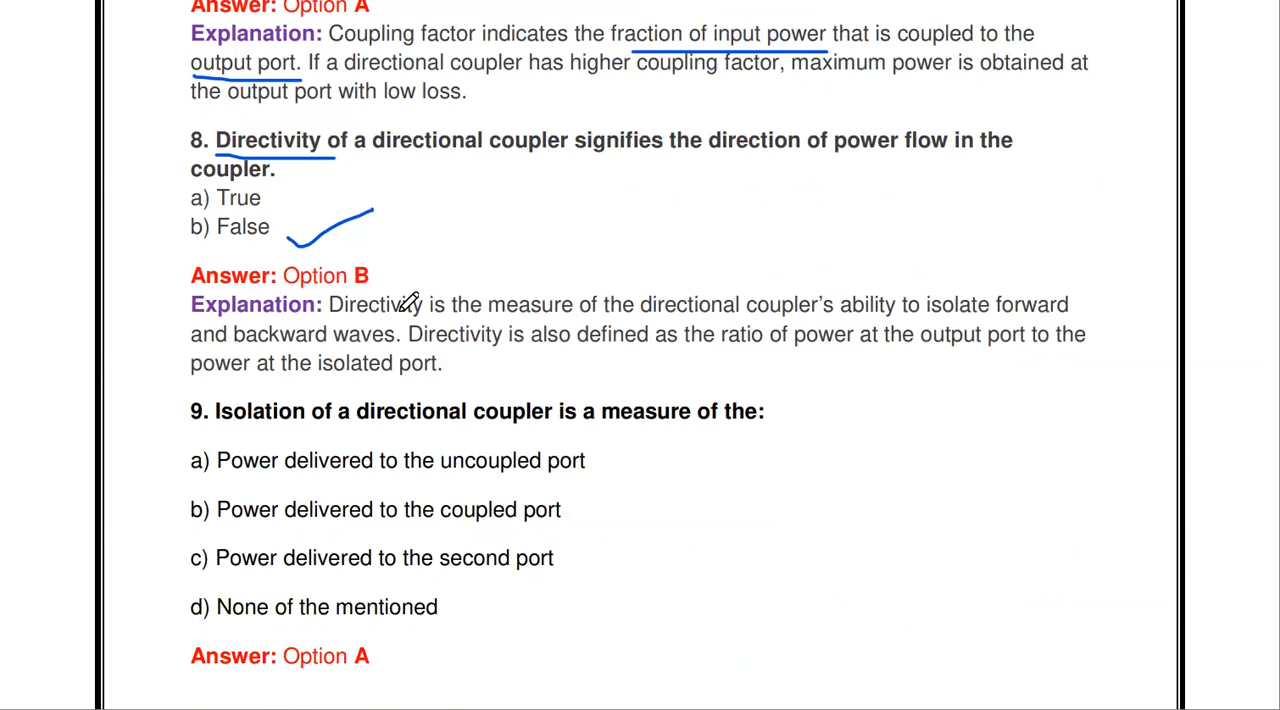 Answer: Option A
Explanation: Coupling factor indicates the fraction of input power that is coupled to the
output port. If a directional coupler has higher coupling factor, maximum power is obtained at
the output port with low loss.
8. Directivity of a directional coupler signifies the direction of power flow in the
coupler.
a) True
b) False
Answer: Option B
Explanation: Directivity is the measure of the directional coupler’s ability to isolate forward
and backward waves. Directivity is also defined as the ratio of power at the output port to the
power at the isolated port.
9. Isolation of a directional coupler is a measure of the:
a) Power delivered to the uncoupled port
b) Power delivered to the coupled port
c) Power delivered to the second port
d) None of the mentioned
Answer: Option A